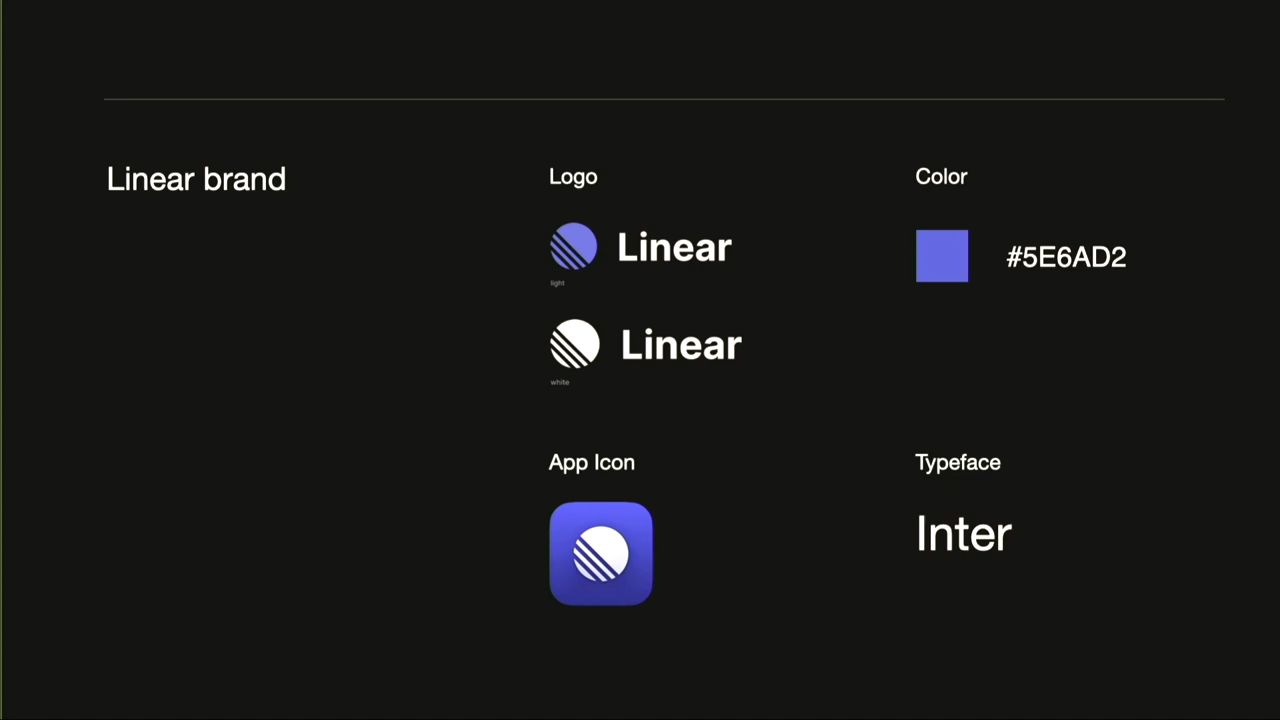 Linear brand
Logo
Linear
light
Linear
white
Color
#5E6AD2
App Icon
Typeface
Inter